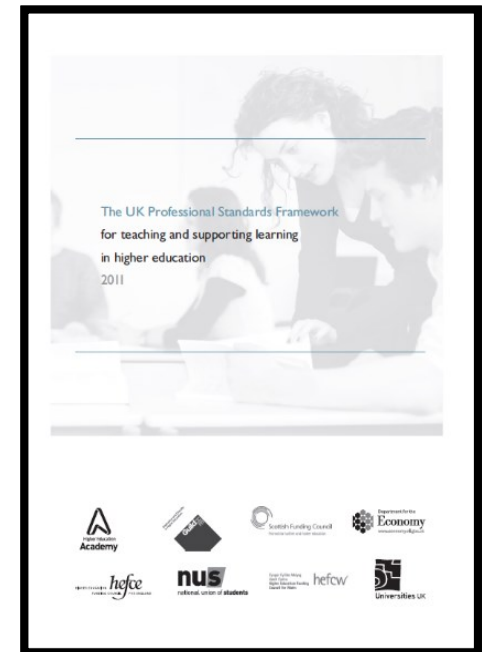 The UK Professional Standards Framework
for teaching and supporting learning
in higher education
2011
Higher Education
Academy
Guild
Scottish Funding Council
Department for the
Economy
hefce
nus
national union of students
hefcw
Universities UK